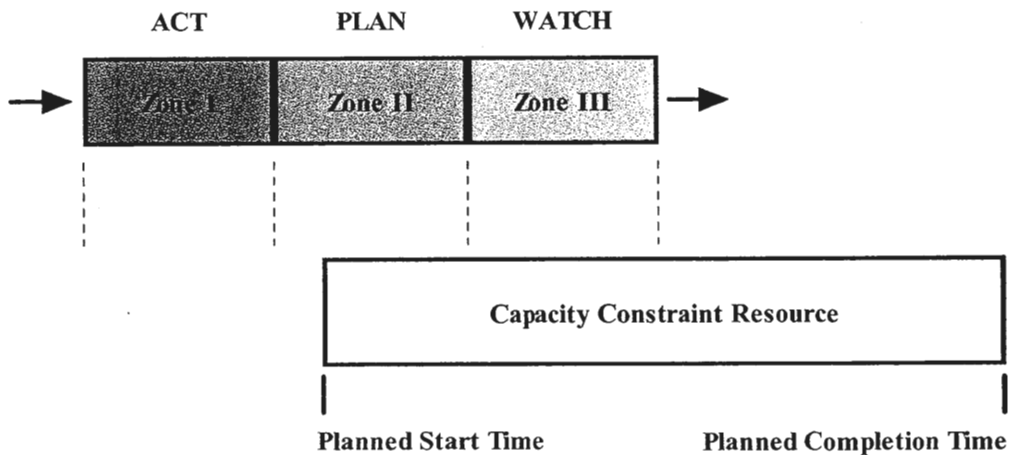 ACT PLAN WATCH
Zone I Zone II Zone III
Capacity Constraint Resource
Planned Start Time Planned Completion Time